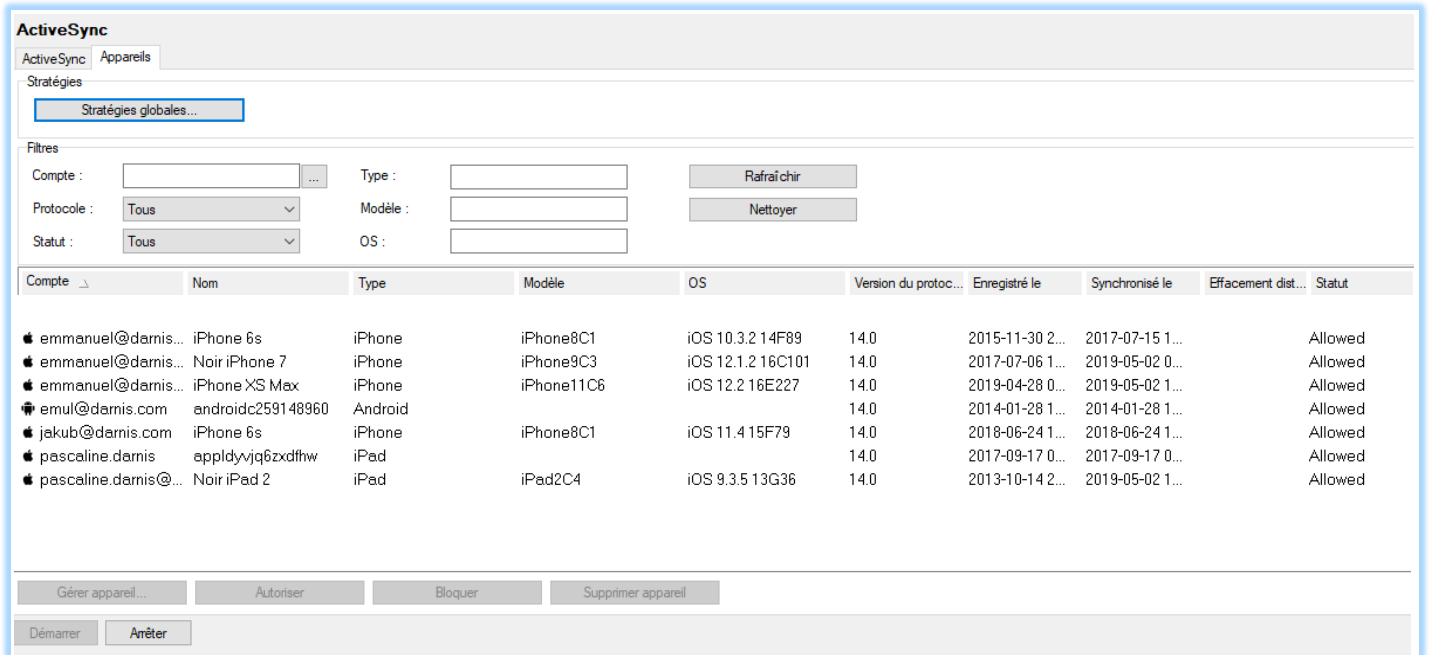 ActiveSync
ActiveSync Appareils
Stratégies
Stratégies globales...
Filtres
Compte : ... Type : Rafraîchir
Protocole : Tous Modèle : Nettoyer
Statut : Tous OS :
Compte Nom Type Modèle OS Version du protoc... Enregistré le Synchronisé le Effacement dist... Statut
emmanuel@darnis... iPhone 6s iPhone iPhone8C1 iOS 10.3.2 14F89 14.0 2015-11-30 2... 2017-07-15 1... Allowed
emmanuel@darnis... Noir iPhone 7 iPhone iPhone9C3 iOS 12.1.2 16C101 14.0 2017-07-06 1... 2019-05-02 0... Allowed
emmanuel@darnis... iPhone XS Max iPhone iPhone11C6 iOS 12.2 16E227 14.0 2019-04-28 0... 2019-05-02 1... Allowed
emul@darnis.com androidc259148960 Android 14.0 2014-01-28 1... 2014-01-28 1... Allowed
jakub@darnis.com iPhone 6s iPhone iPhone8C1 iOS 11.4 15F79 14.0 2018-06-24 1... 2018-06-24 1... Allowed
pascaline.darnis appldyvjq6zxdfhw iPad 14.0 2017-09-17 0... 2017-09-17 0... Allowed
pascaline.darnis@... Noir iPad 2 iPad iPad2C4 iOS 9.3.5 13G36 14.0 2013-10-14 2... 2019-05-02 1... Allowed
Gérer appareil... Autoriser Bloquer Supprimer appareil
Démarrer Arrêter